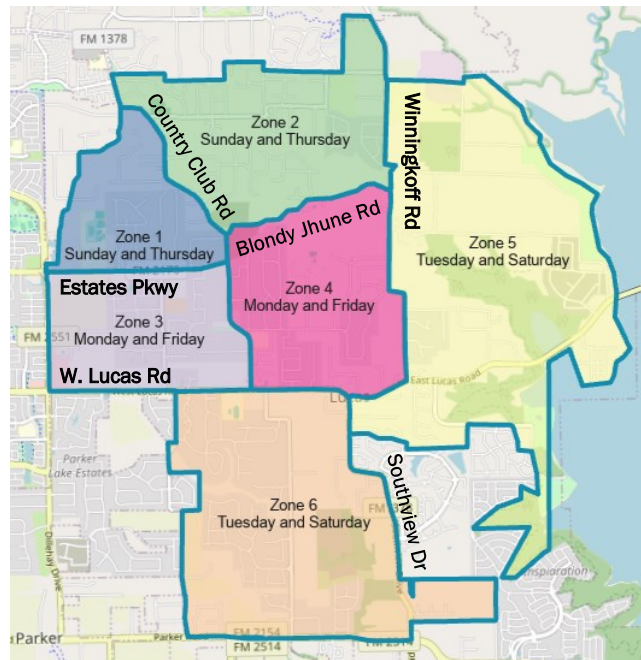 FM 1378
Country Club Rd
Zone 2
Sunday and Thursday
Winningkoff Rd
Blondy Jhune Rd
Zone 1
Sunday and Thursday
Zone 5
Tuesday and Saturday
Estates Pkwy
Zone 4
Monday and Friday
Zone 3
Monday and Friday
FM 2551
W. Lucas Rd
East Lucas Road
Parker
Lake Estates
Southview Dr
Zone 6
Tuesday and Saturday
Dillehay Drive
Parker
Parker
FM 2154
FM 2514